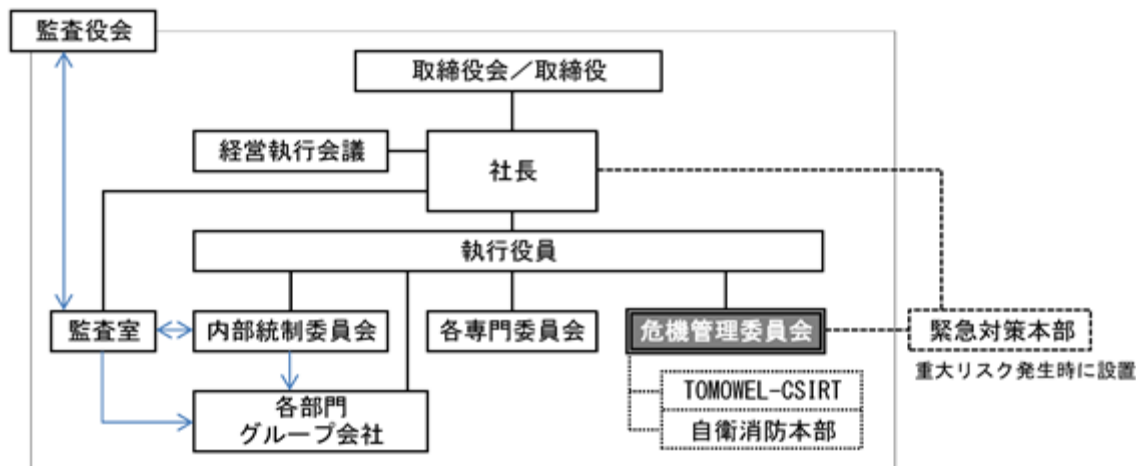 監査役会
取締役会／取締役
経営執行会議
社長
執行役員
監査室
内部統制委員会
各専門委員会
危機管理委員会
緊急対策本部
重大リスク発生時に設置
各部門
グループ会社
TOMOWEL-CSIRT
自衛消防本部